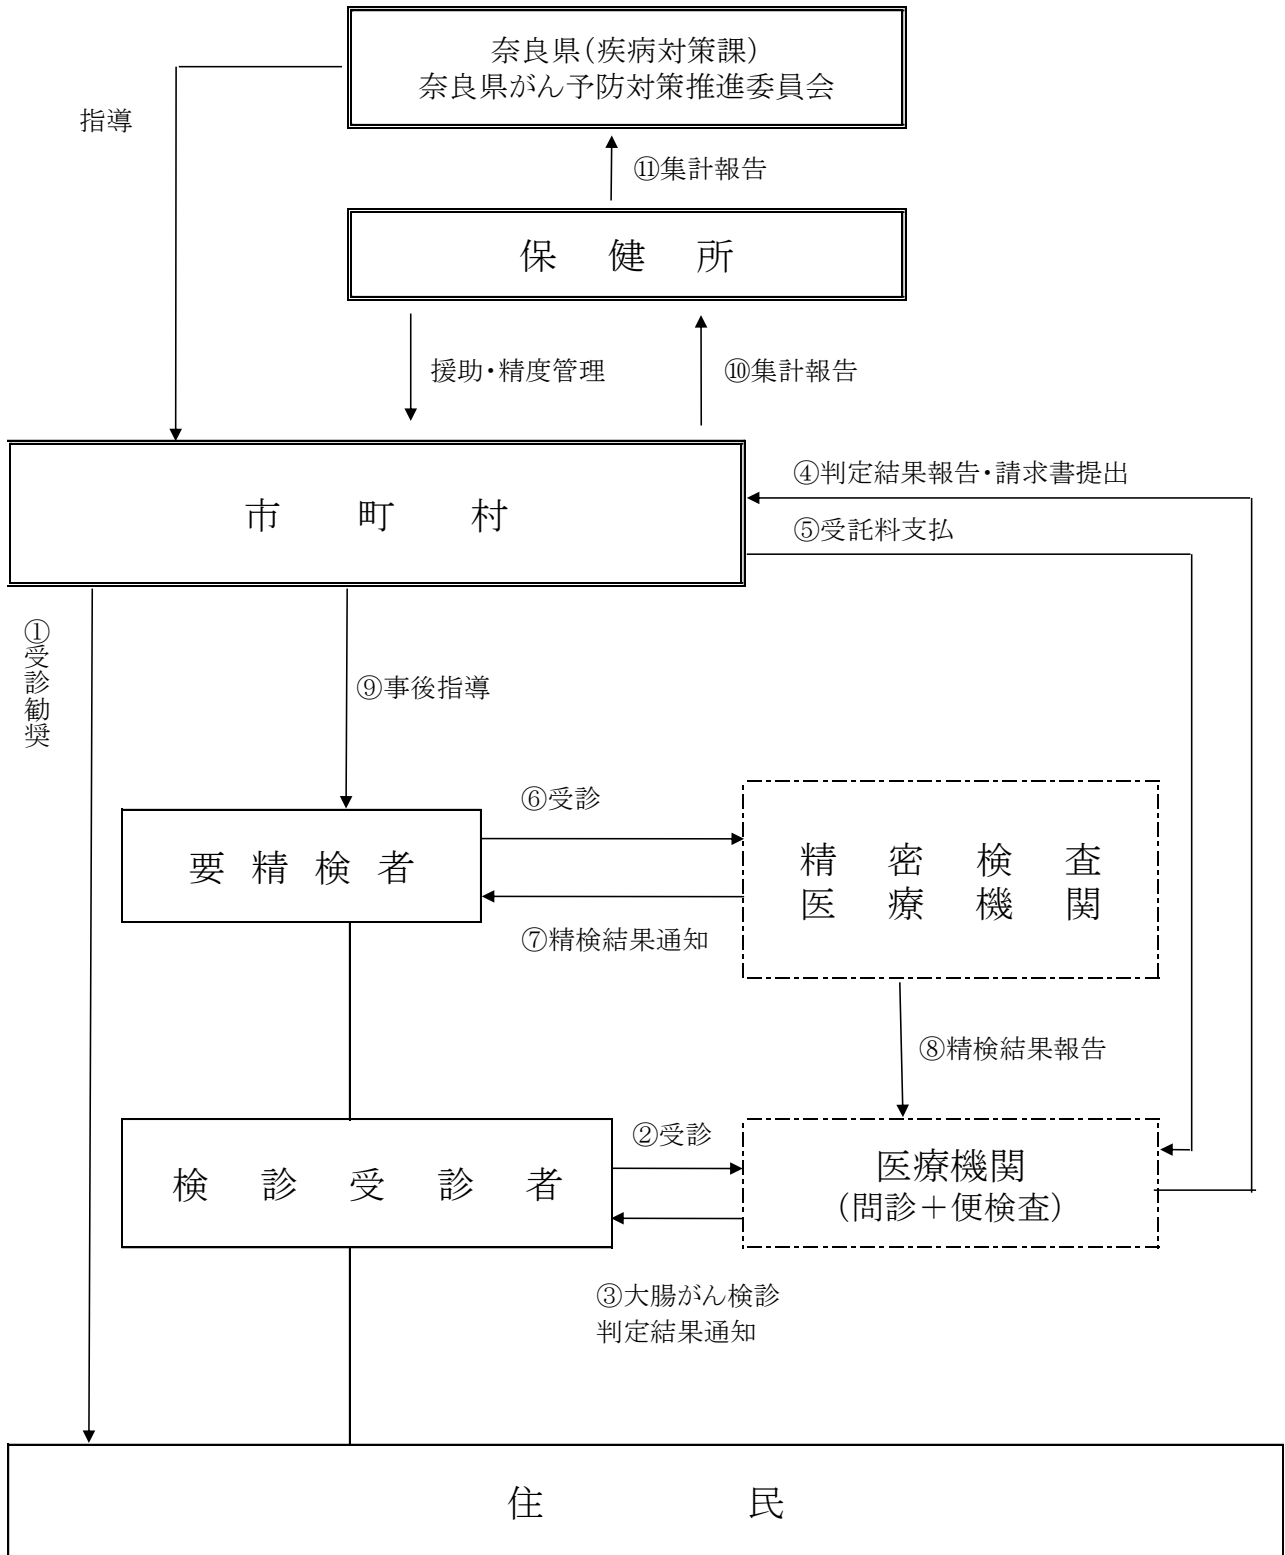 奈良県（疾病対策課）
奈良県がん予防対策推進委員会
指導
⑪集計報告
保健所
援助・精度管理
⑩集計報告
市町村
④判定結果報告・請求書提出
⑤受託料支払
①受診勧奨
⑨事後指導
⑥受診
要精検者
精密検査
医療機関
⑦精検結果通知
⑧精検結果報告
②受診
検診受診者
医療機関
（問診＋便検査）
③大腸がん検診
判定結果通知
住民